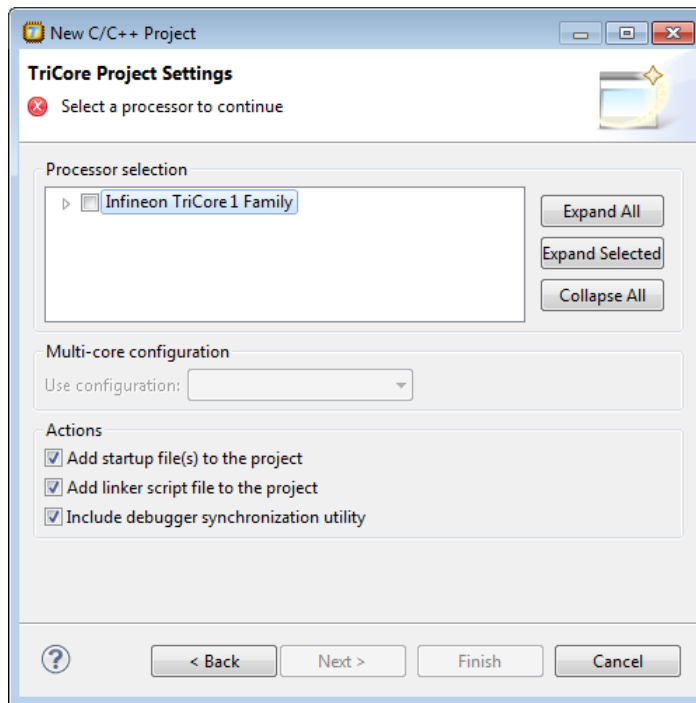 New C/C++ Project
TriCore Project Settings
Select a processor to continue
Processor selection
Infineon TriCore 1 Family
Expand All
Expand Selected
Collapse All
Multi-core configuration
Use configuration:
Actions
Add startup file(s) to the project
Add linker script file to the project
Include debugger synchronization utility
? < Back Next > Finish Cancel